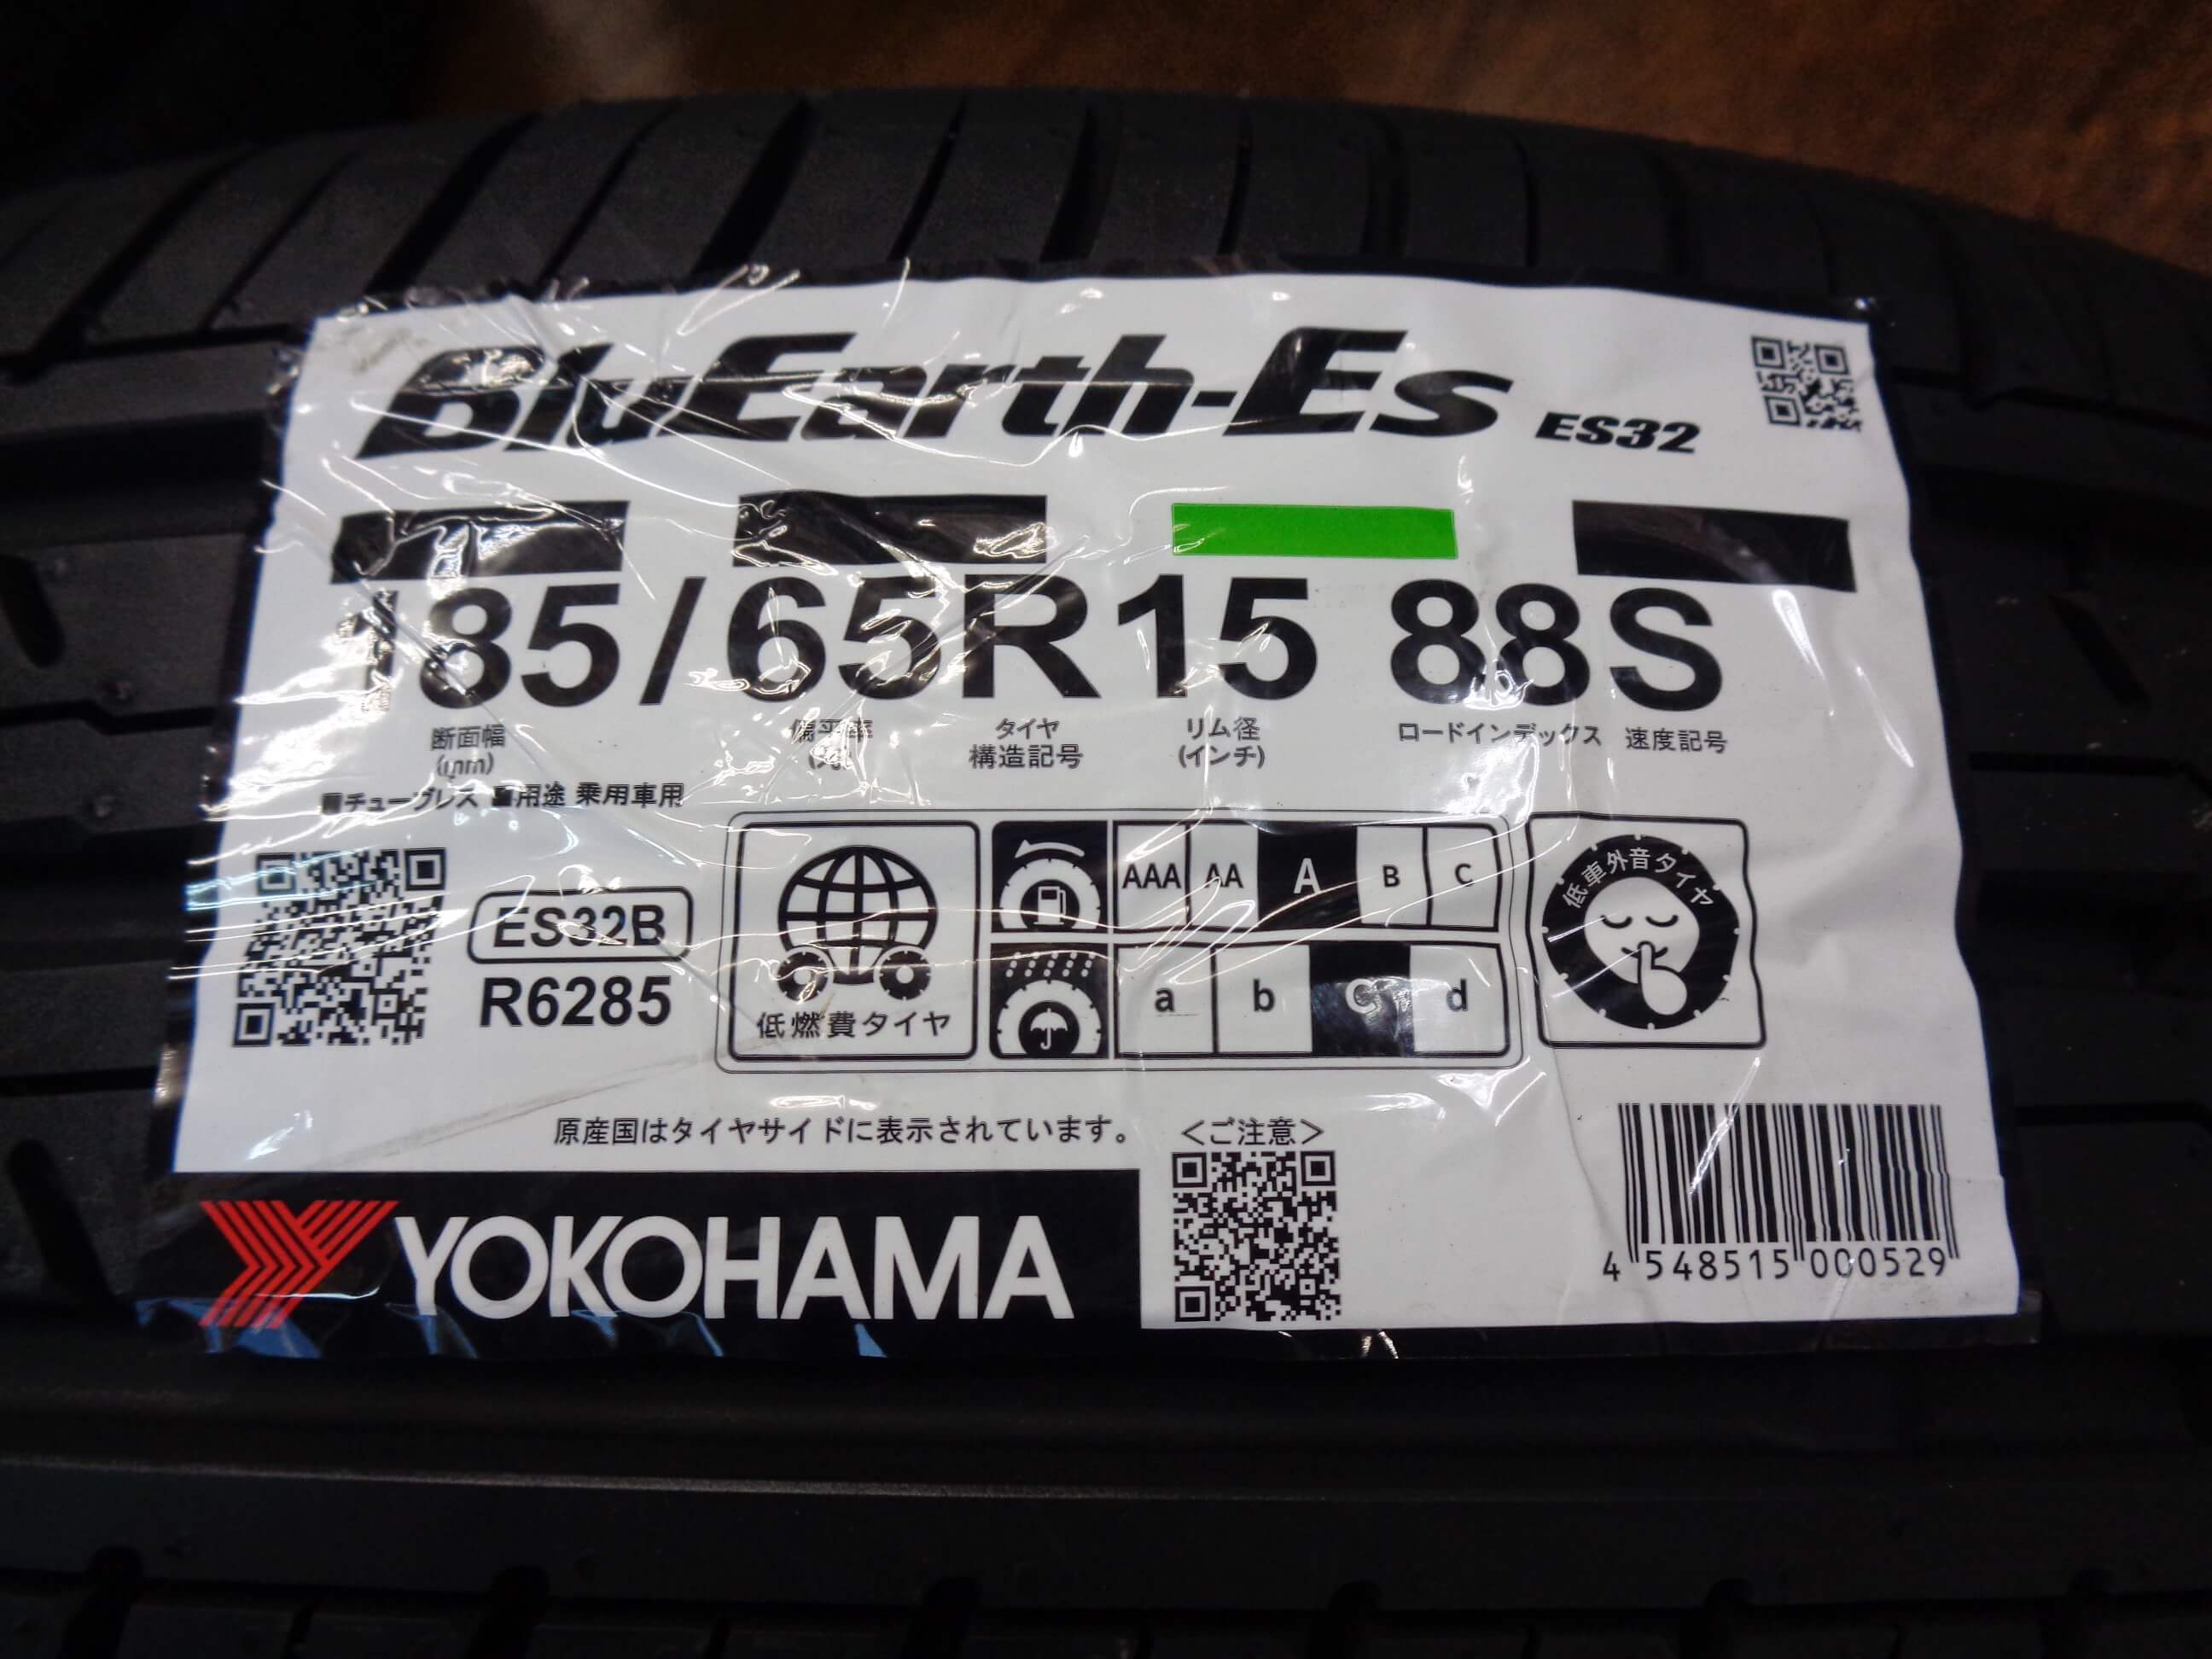 BluEarth-Es ES32
185/65R15 88S
断面幅 偏平率 タイヤ リム径 ロードインデックス 速度記号
(mm) (%) 構造記号 (インチ)
■チューブレス ■用途 乗用車用
低車外音タイヤ
AAA AA A B C
ES32B
R6285
a b c d
低燃費タイヤ
原産国はタイヤサイドに表示されています。
＜ご注意＞
YOKOHAMA
4 548515 000529